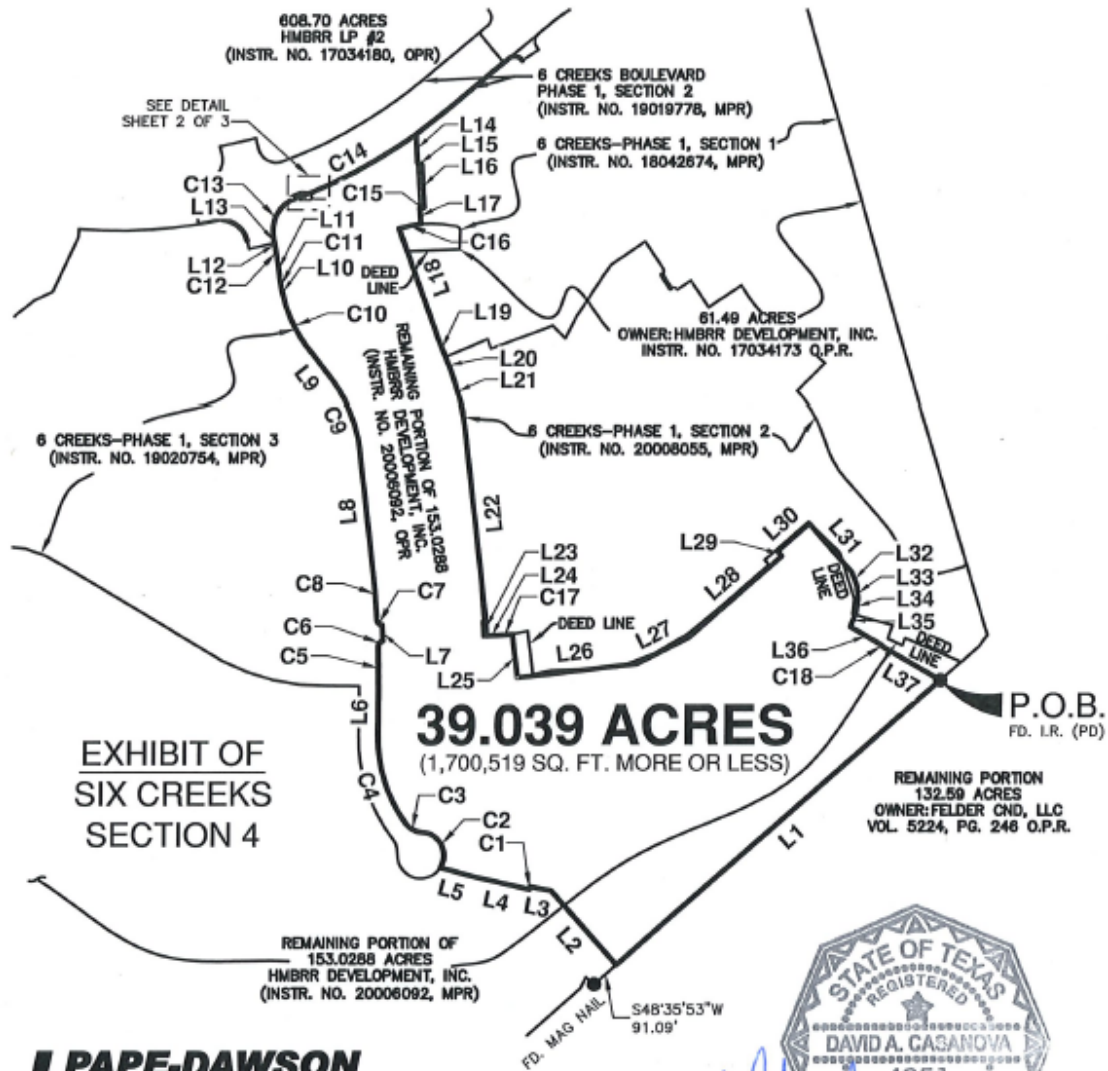 608.70 ACRES
HMBRR LP #2
(INSTR. NO. 17034180, OPR)
6 CREEKS BOULEVARD
PHASE 1, SECTION 2
(INSTR. NO. 19019778, MPR)
SEE DETAIL
SHEET 2 OF 3
C14
L14
L15
L16
6 CREEKS-PHASE 1, SECTION 1
(INSTR. NO. 18042674, MPR)
C13
C15
L13
L17
L11
C11
C16
L12
C12
L10
DEED
LINE
L18
C10
L19
61.49 ACRES
OWNER: HMBRR DEVELOPMENT, INC.
INSTR. NO. 17034173 O.P.R.
L20
L21
L9
C9
REMAINING PORTION OF 153.0288
HMBRR DEVELOPMENT, INC.
(INSTR. NO. 20006092, OPR
6 CREEKS-PHASE 1, SECTION 3
(INSTR. NO. 19020754, MPR)
6 CREEKS-PHASE 1, SECTION 2
(INSTR. NO. 20008055, MPR)
L8
L22
L30
L29
L31
L28
L23
L24
C17
L32
L33
L34
L35
DEED
LINE
C8
C7
DEED LINE
C6
L7
L27
L26
C5
L25
L36
C18
DEED
LINE
L37
L6
39.039 ACRES
(1,700,519 SQ. FT. MORE OR LESS)
P.O.B.
FD. I.R. (PD)
EXHIBIT OF
SIX CREEKS
SECTION 4
C4
C3
C2
C1
REMAINING PORTION
132.59 ACRES
OWNER: FELDER CND, LLC
VOL. 5224, PG. 246 O.P.R.
L1
L5
L4
L3
L2
REMAINING PORTION OF
153.0288 ACRES
HMBRR DEVELOPMENT, INC.
(INSTR. NO. 20006092, MPR)
FD. MAG NAIL
S48°35'53"W
91.09'
STATE OF TEXAS
REGISTERED
DAVID A. CASANOVA
PAPE-DAWSON